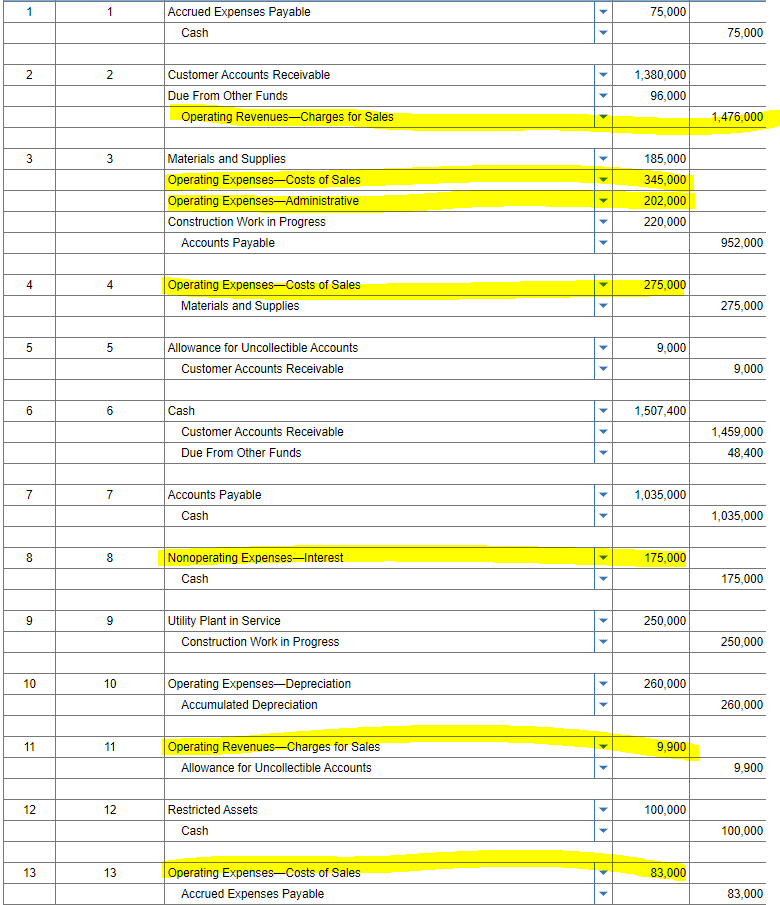 1 1 Accrued Expenses Payable 75,000
Cash 75,000
2 2 Customer Accounts Receivable 1,380,000
Due From Other Funds 96,000
Operating Revenues—Charges for Sales 1,476,000
3 3 Materials and Supplies 185,000
Operating Expenses—Costs of Sales 345,000
Operating Expenses—Administrative 202,000
Construction Work in Progress 220,000
Accounts Payable 952,000
4 4 Operating Expenses—Costs of Sales 275,000
Materials and Supplies 275,000
5 5 Allowance for Uncollectible Accounts 9,000
Customer Accounts Receivable 9,000
6 6 Cash 1,507,400
Customer Accounts Receivable 1,459,000
Due From Other Funds 48,400
7 7 Accounts Payable 1,035,000
Cash 1,035,000
8 8 Nonoperating Expenses—Interest 175,000
Cash 175,000
9 9 Utility Plant in Service 250,000
Construction Work in Progress 250,000
10 10 Operating Expenses—Depreciation 260,000
Accumulated Depreciation 260,000
11 11 Operating Revenues—Charges for Sales 9,900
Allowance for Uncollectible Accounts 9,900
12 12 Restricted Assets 100,000
Cash 100,000
13 13 Operating Expenses—Costs of Sales 83,000
Accrued Expenses Payable 83,000